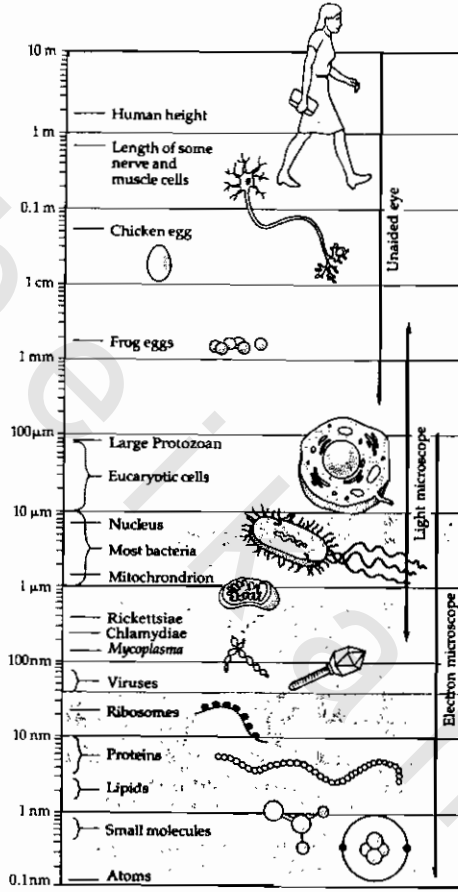 10 m
Human height
1 m
Length of some
nerve and
muscle cells
0.1 m
Chicken egg
Unaided eye
1 cm
Frog eggs
1 mm
100 μm
Large Protozoan
Eucaryotic cells
Light microscope
10 μm
Nucleus
Most bacteria
Mitochrondrion
1 μm
Rickettsiae
Chlamydiae
Mycoplasma
100nm
Viruses
Electron microscope
Ribosomes
10 nm
Proteins
Lipids
1 nm
Small molecules
Atoms
0.1nm